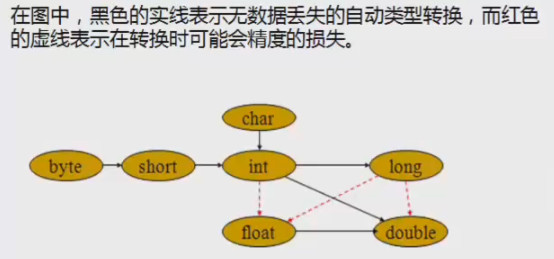 在图中，黑色的实线表示无数据丢失的自动类型转换，而红色
的虚线表示在转换时可能会精度的损失。
char
byte short int long
float double